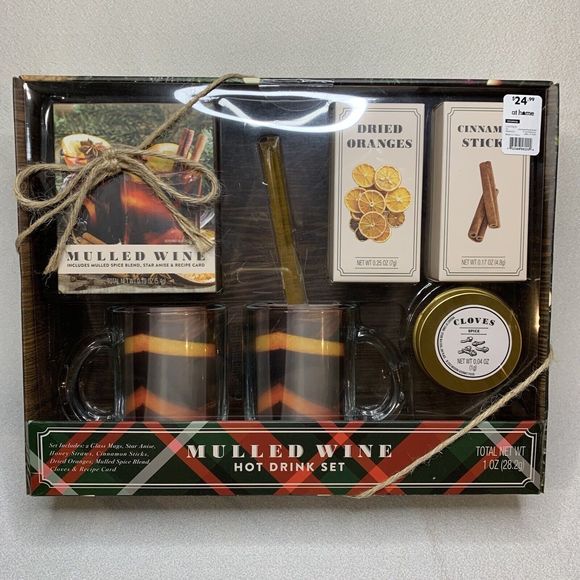 $24.99
at home
DRIED
ORANGES
NET WT 0.25 OZ (7g)
CINNAM
STICK
NET WT 0.17 OZ (4.8g)
MULLED WINE
INCLUDES MULLED SPICE BLEND, STAR ANISE & RECIPE CARD
CLOVES
SPICE
NET WT 0.04 OZ
(1g)
Set Includes: 2 Glass Mugs, Star Anise,
Honey Straws, Cinnamon Sticks,
Dried Oranges, Mulled Spice Blend,
Cloves & Recipe Card
MULLED WINE
HOT DRINK SET
TOTAL NET WT
1 OZ (28.2g)